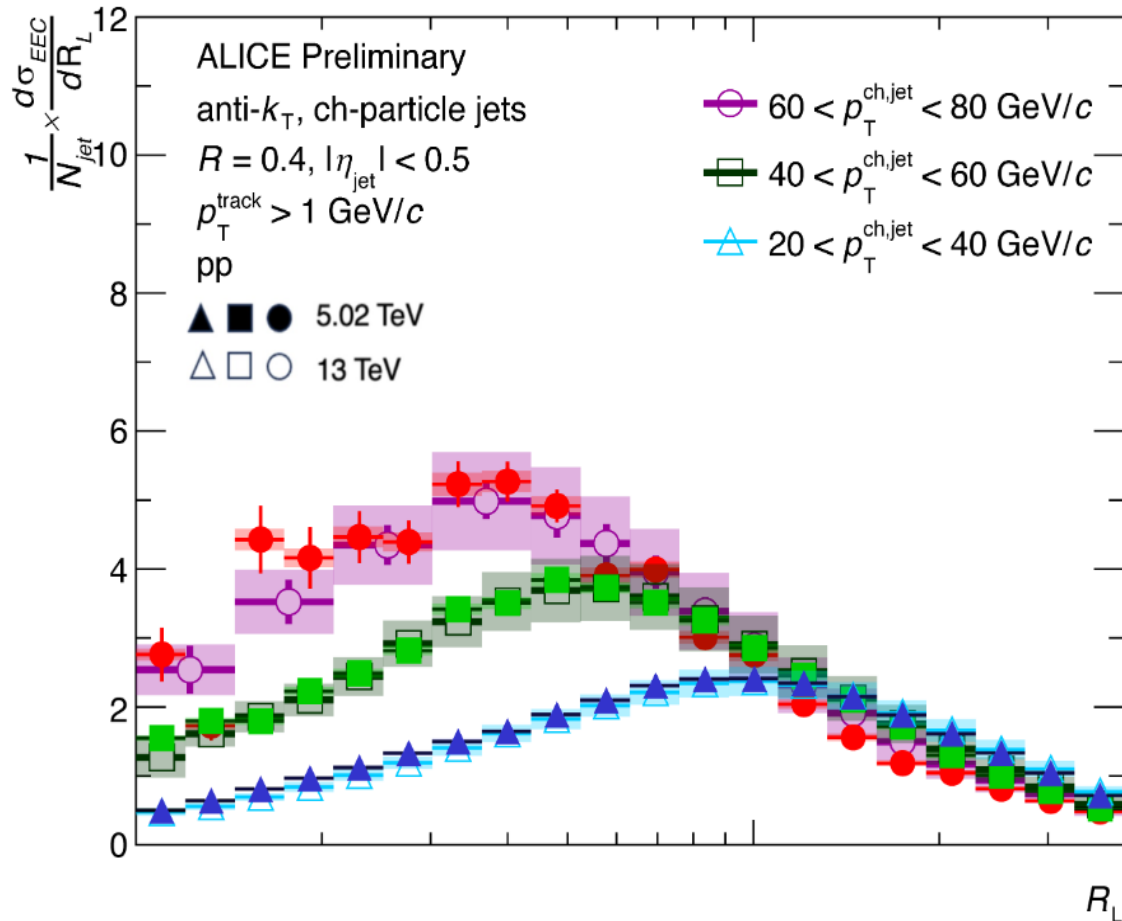 1/N_jet × dσ_EEC/dR_L
12
10
8
6
4
2
0
ALICE Preliminary
anti-k_T, ch-particle jets
R = 0.4, |η_jet| < 0.5
p_T^track > 1 GeV/c
pp
5.02 TeV
13 TeV
60 < p_T^ch,jet < 80 GeV/c
40 < p_T^ch,jet < 60 GeV/c
20 < p_T^ch,jet < 40 GeV/c
R_L